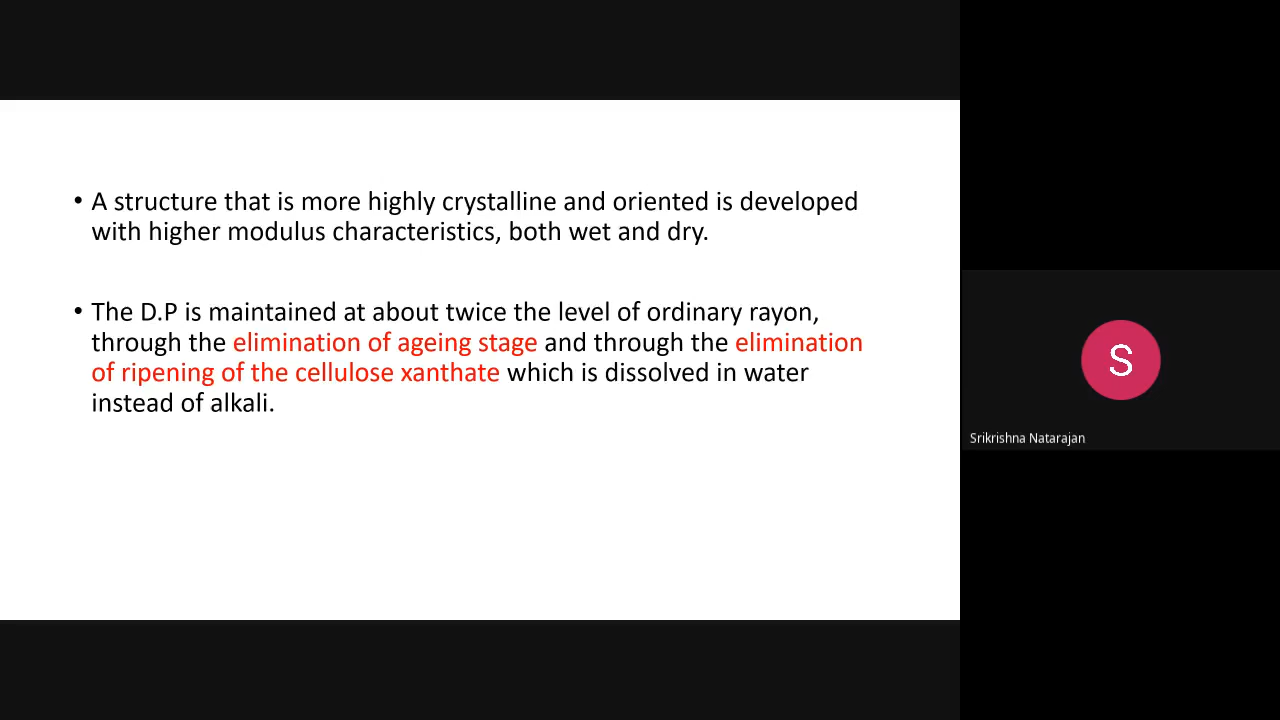 • A structure that is more highly crystalline and oriented is developed
with higher modulus characteristics, both wet and dry.
• The D.P is maintained at about twice the level of ordinary rayon,
through the elimination of ageing stage and through the elimination
of ripening of the cellulose xanthate which is dissolved in water
instead of alkali.
S
Srikrishna Natarajan